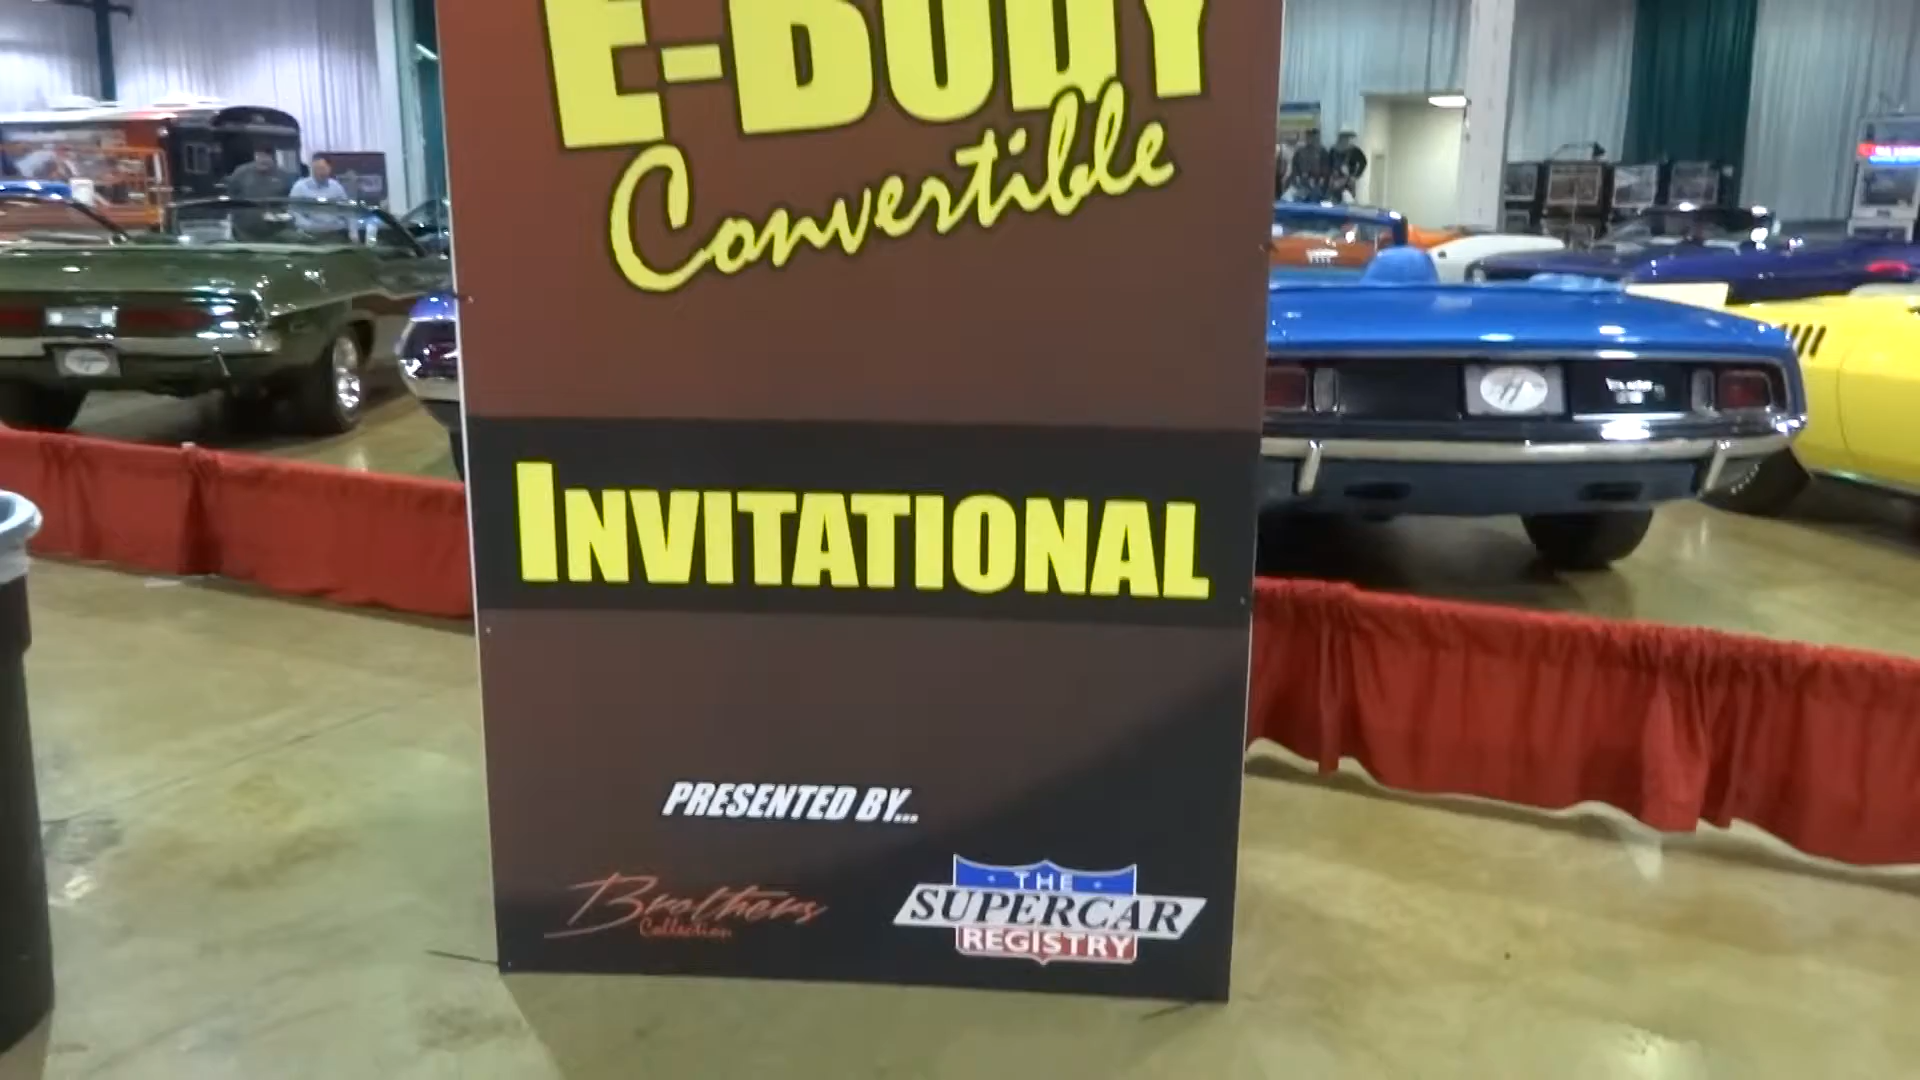 E-BODY
Convertible
INVITATIONAL
PRESENTED BY...
Brothers
Collection
THE
SUPERCAR
REGISTRY